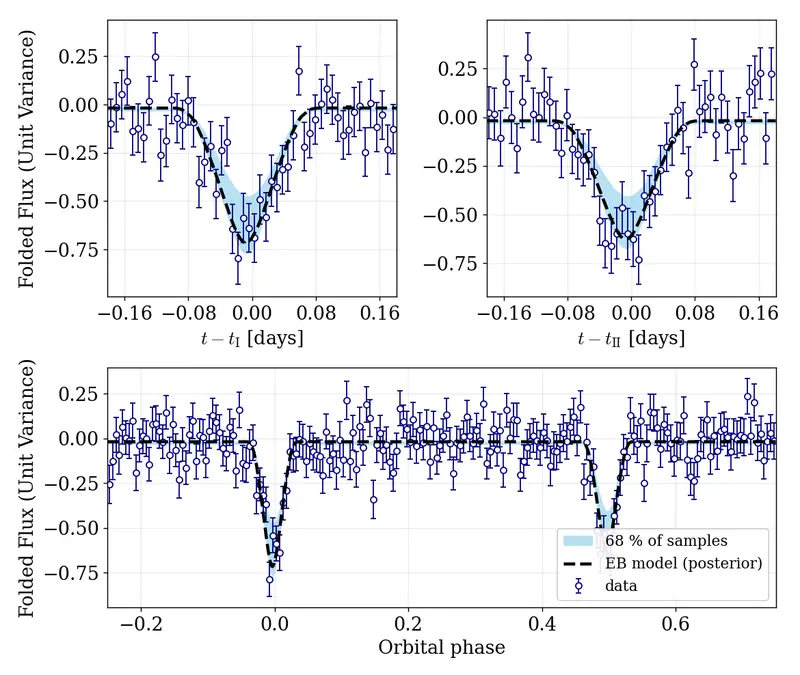 Folded Flux (Unit Variance)
0.25
0.00
−0.25
−0.50
−0.75
−0.16 −0.08 0.00 0.08 0.16
t − tI [days]
0.25
0.00
−0.25
−0.50
−0.75
−0.16 −0.08 0.00 0.08 0.16
t − tII [days]
Folded Flux (Unit Variance)
0.25
0.00
−0.25
−0.50
−0.75
68 % of samples
EB model (posterior)
data
−0.2 0.0 0.2 0.4 0.6
Orbital phase